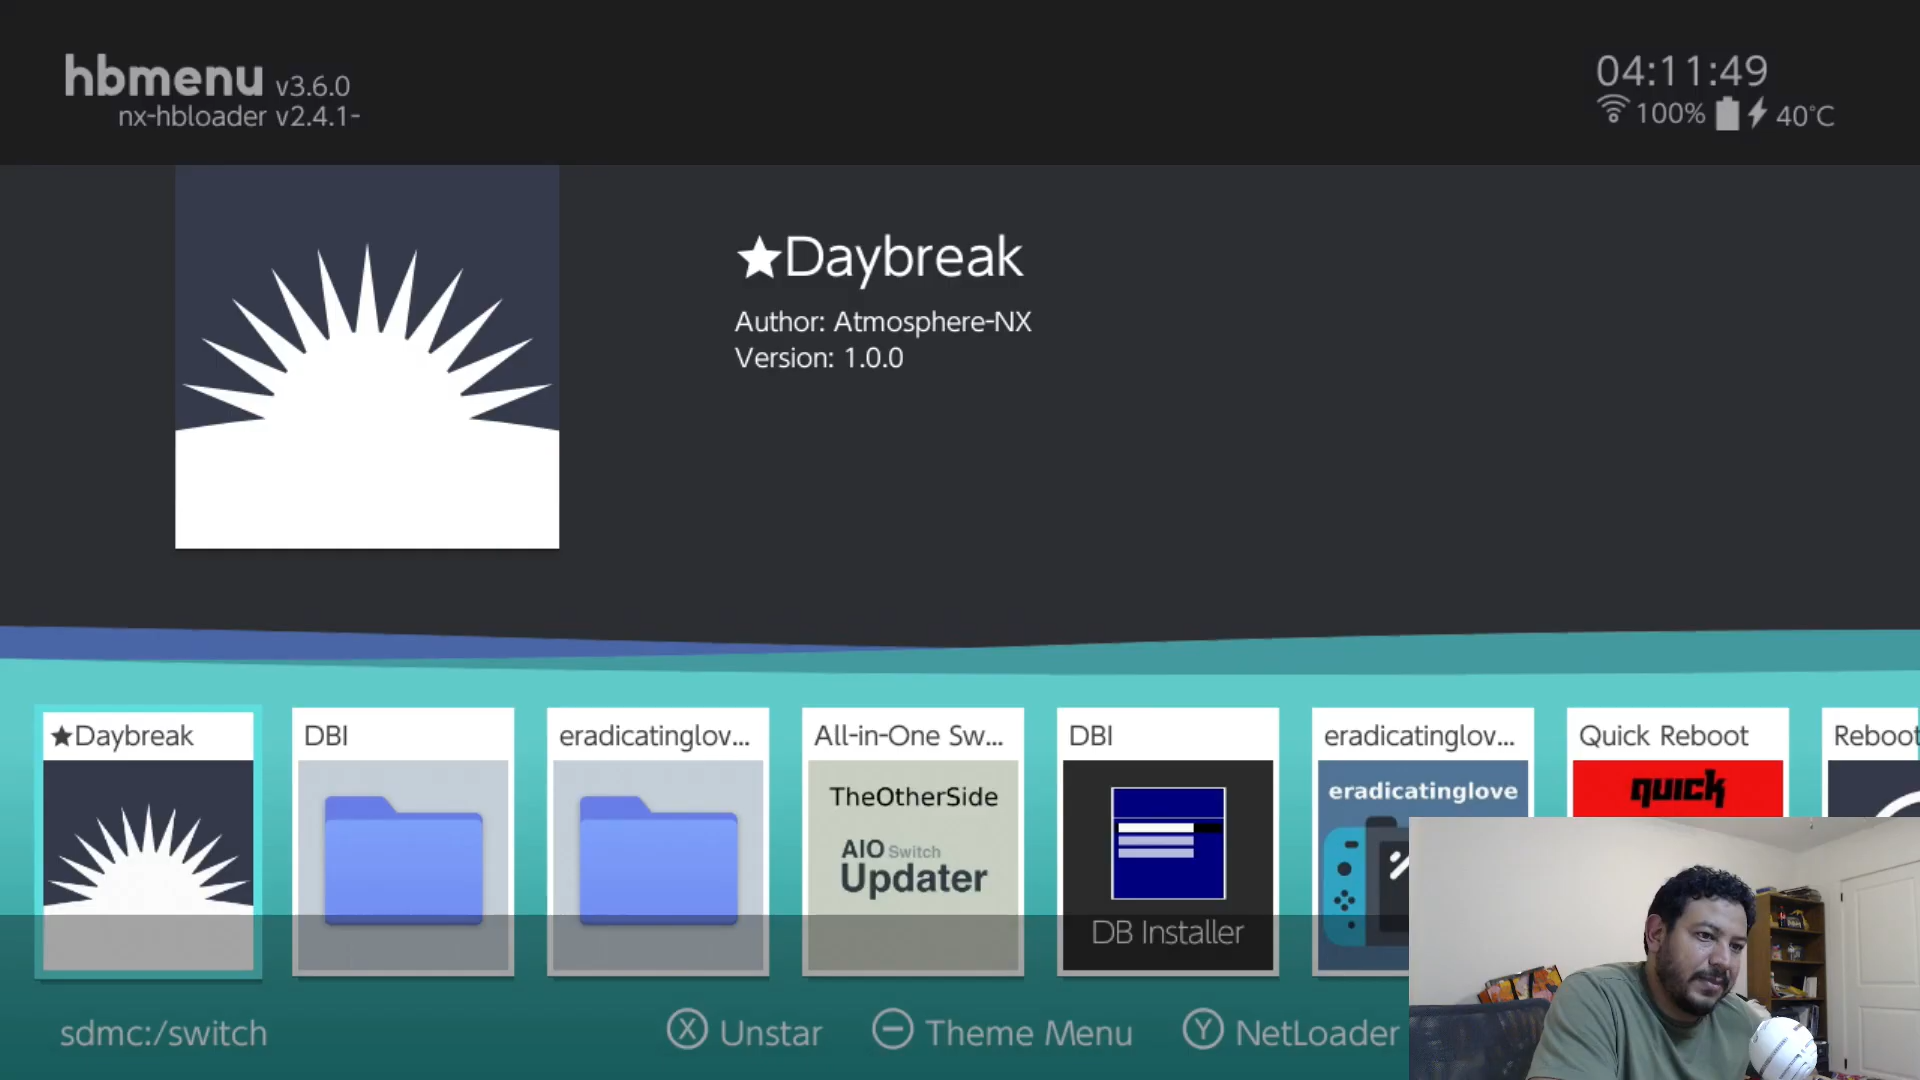 hbmenu v3.6.0
nx-hbloader v2.4.1-
04:11:49
100% 40°C
★Daybreak
Author: Atmosphere-NX
Version: 1.0.0
★Daybreak
DBI
eradicatinglov...
All-in-One Sw...
DBI
eradicatinglov...
Quick Reboot
Reboot
TheOtherSide
AIO Switch
Updater
DB Installer
eradicatinglove
quick
sdmc:/switch
X Unstar
Theme Menu
Y NetLoader